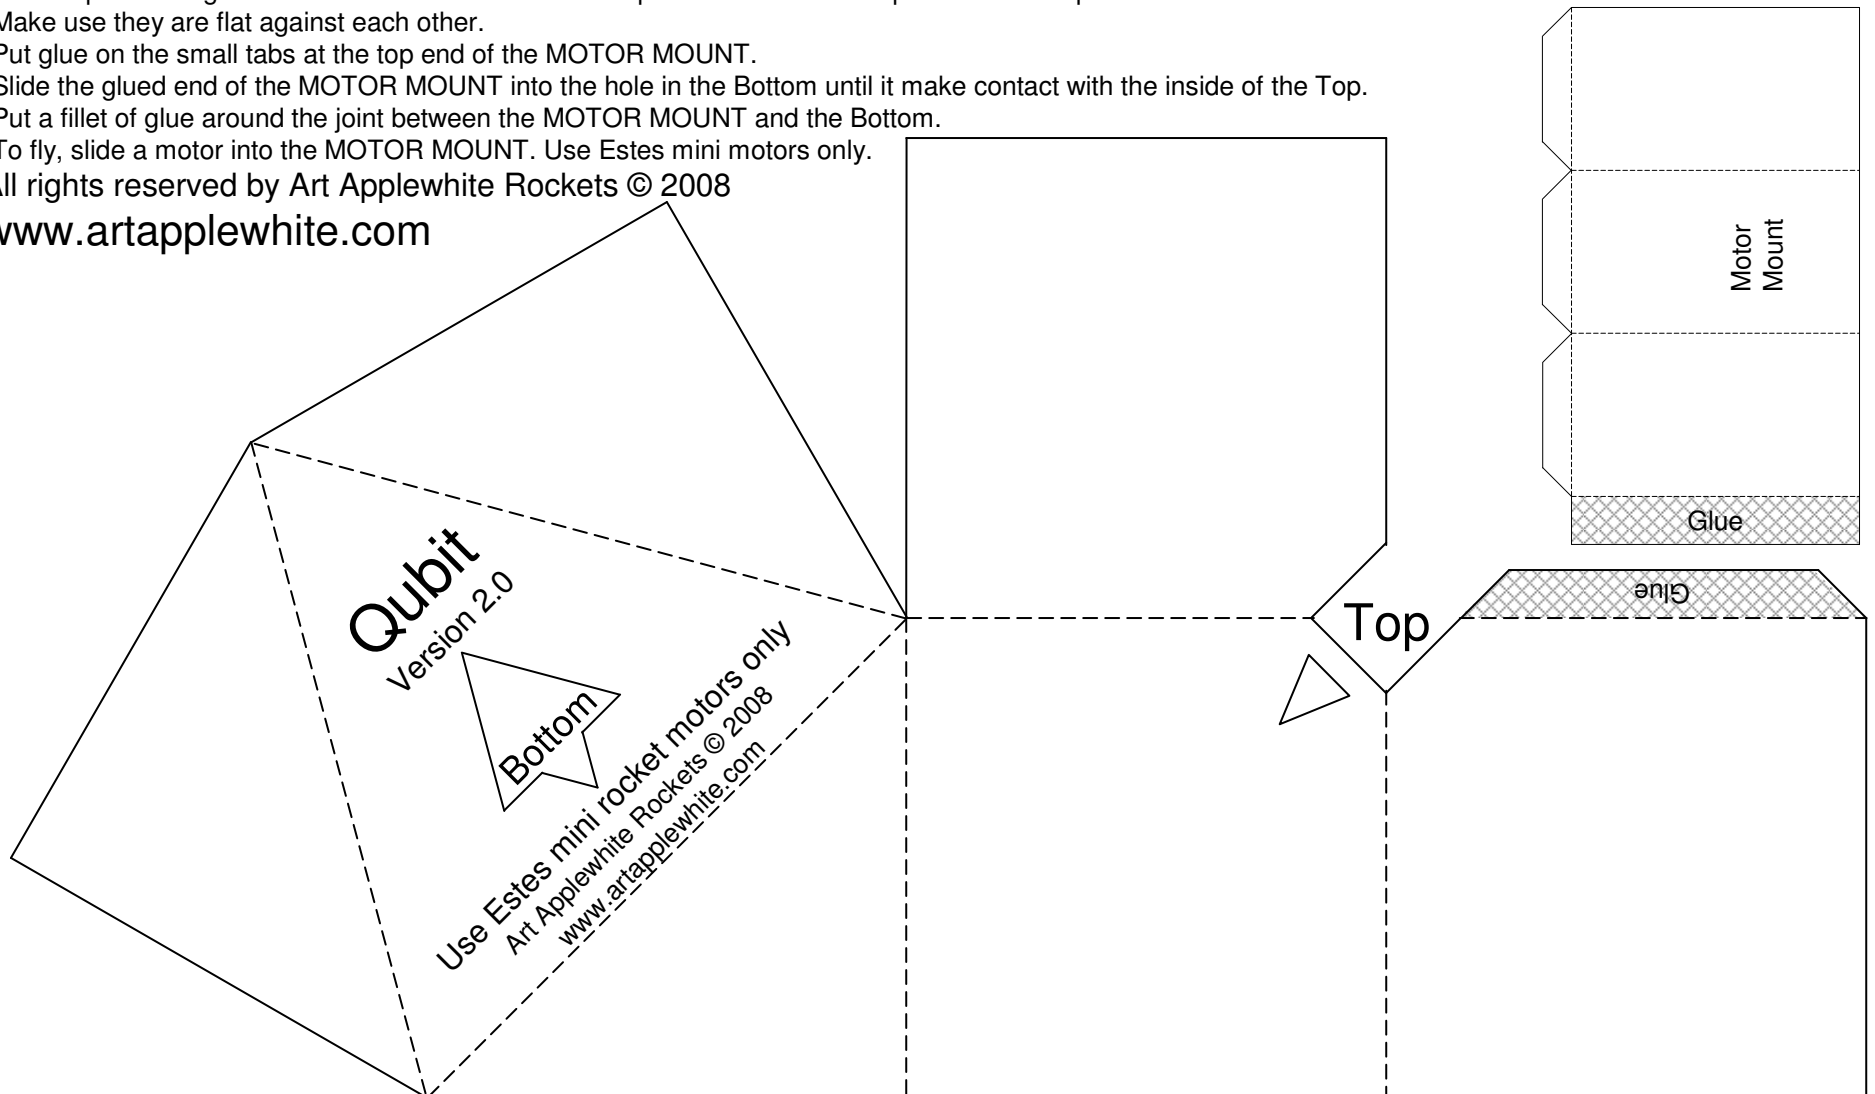 Make use they are flat against each other.
Put glue on the small tabs at the top end of the MOTOR MOUNT.
Slide the glued end of the MOTOR MOUNT into the hole in the Bottom until it make contact with the inside of the Top.
Put a fillet of glue around the joint between the MOTOR MOUNT and the Bottom.
To fly, slide a motor into the MOTOR MOUNT. Use Estes mini motors only.
All rights reserved by Art Applewhite Rockets © 2008
www.artapplewhite.com
Motor
Mount
Glue
Glue
Top
Qubit
Version 2.0
Bottom
Use Estes mini rocket motors only
Art Applewhite Rockets © 2008
www.artapplewhite.com